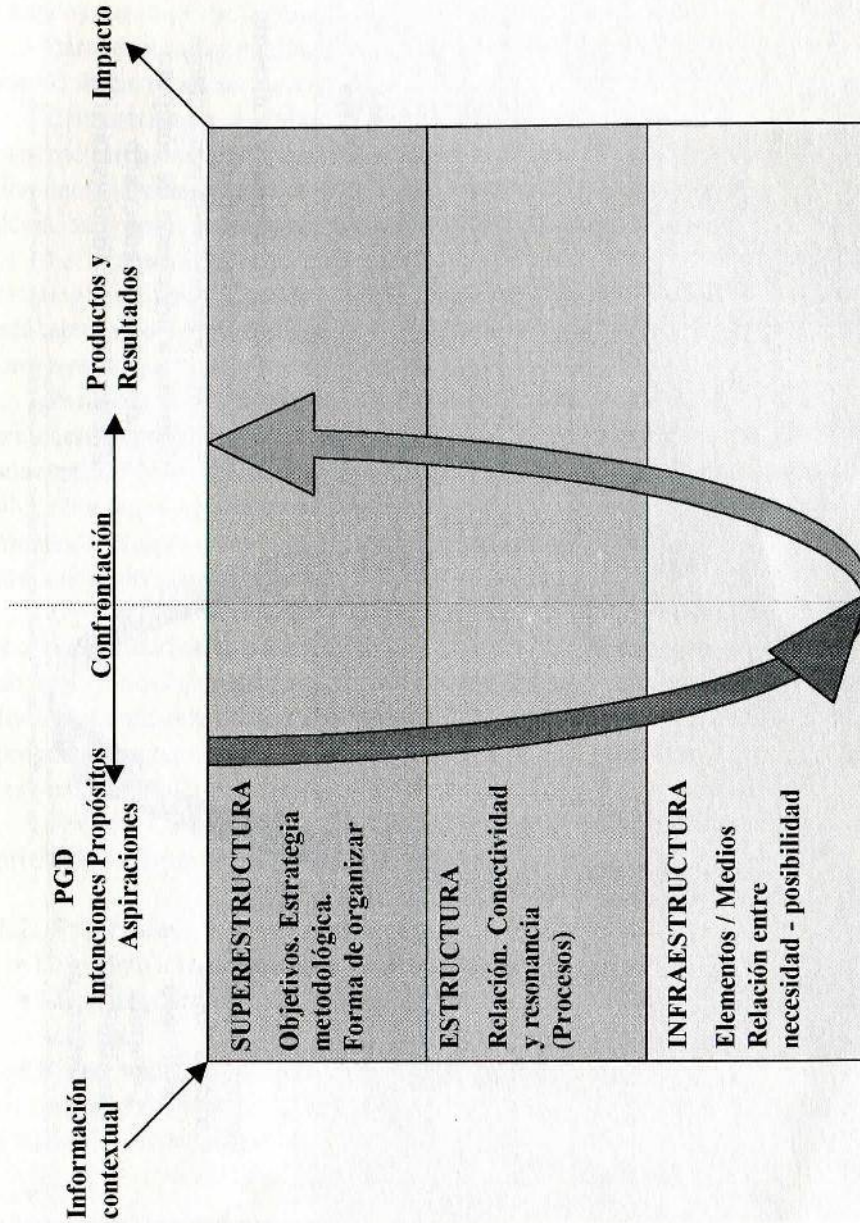 Información
contextual
PGD
Intenciones Propósitos
Aspiraciones
Confrontación
Productos y
Resultados
Impacto
SUPERESTRUCTURA
Objetivos. Estrategia
metodológica.
Forma de organizar
ESTRUCTURA
Relación. Conectividad
y resonancia
(Procesos)
INFRAESTRUCTURA
Elementos / Medios
Relación entre
necesidad - posibilidad